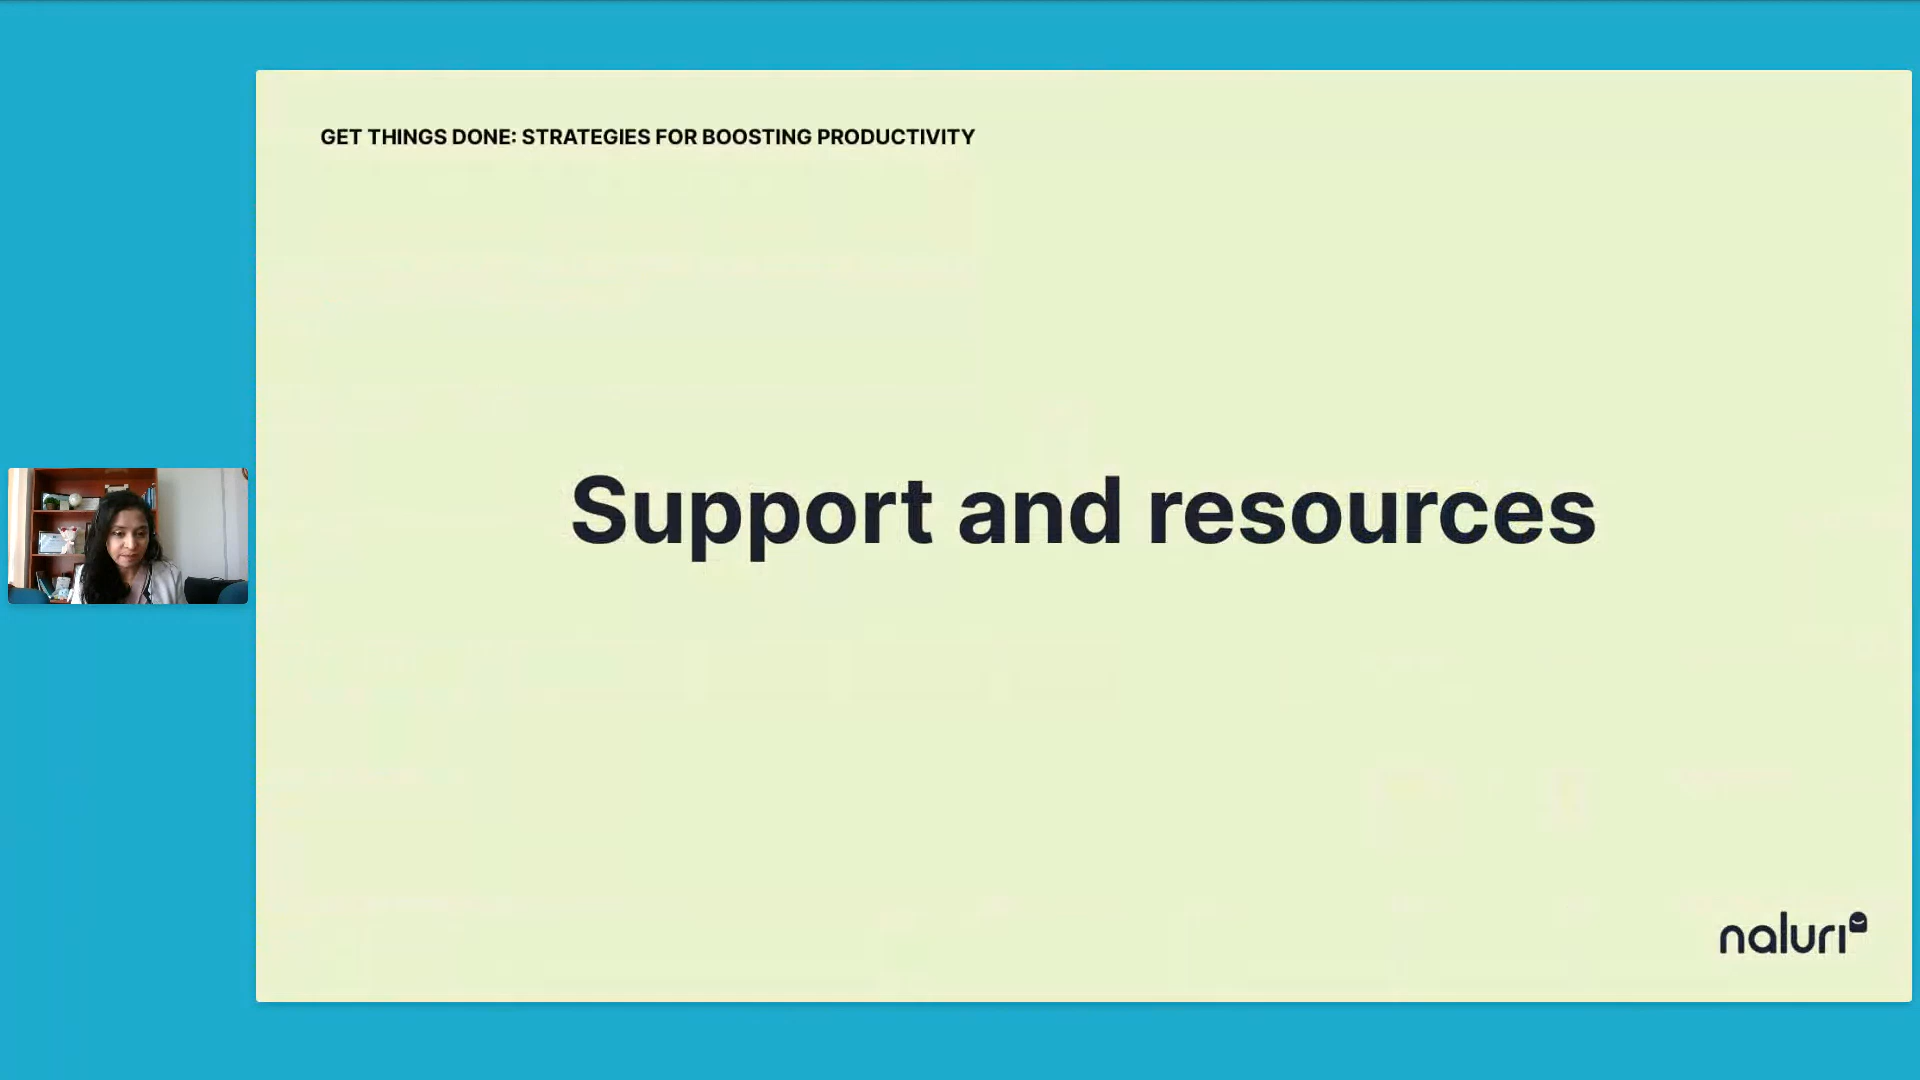 GET THINGS DONE: STRATEGIES FOR BOOSTING PRODUCTIVITY
Support and resources
naluri